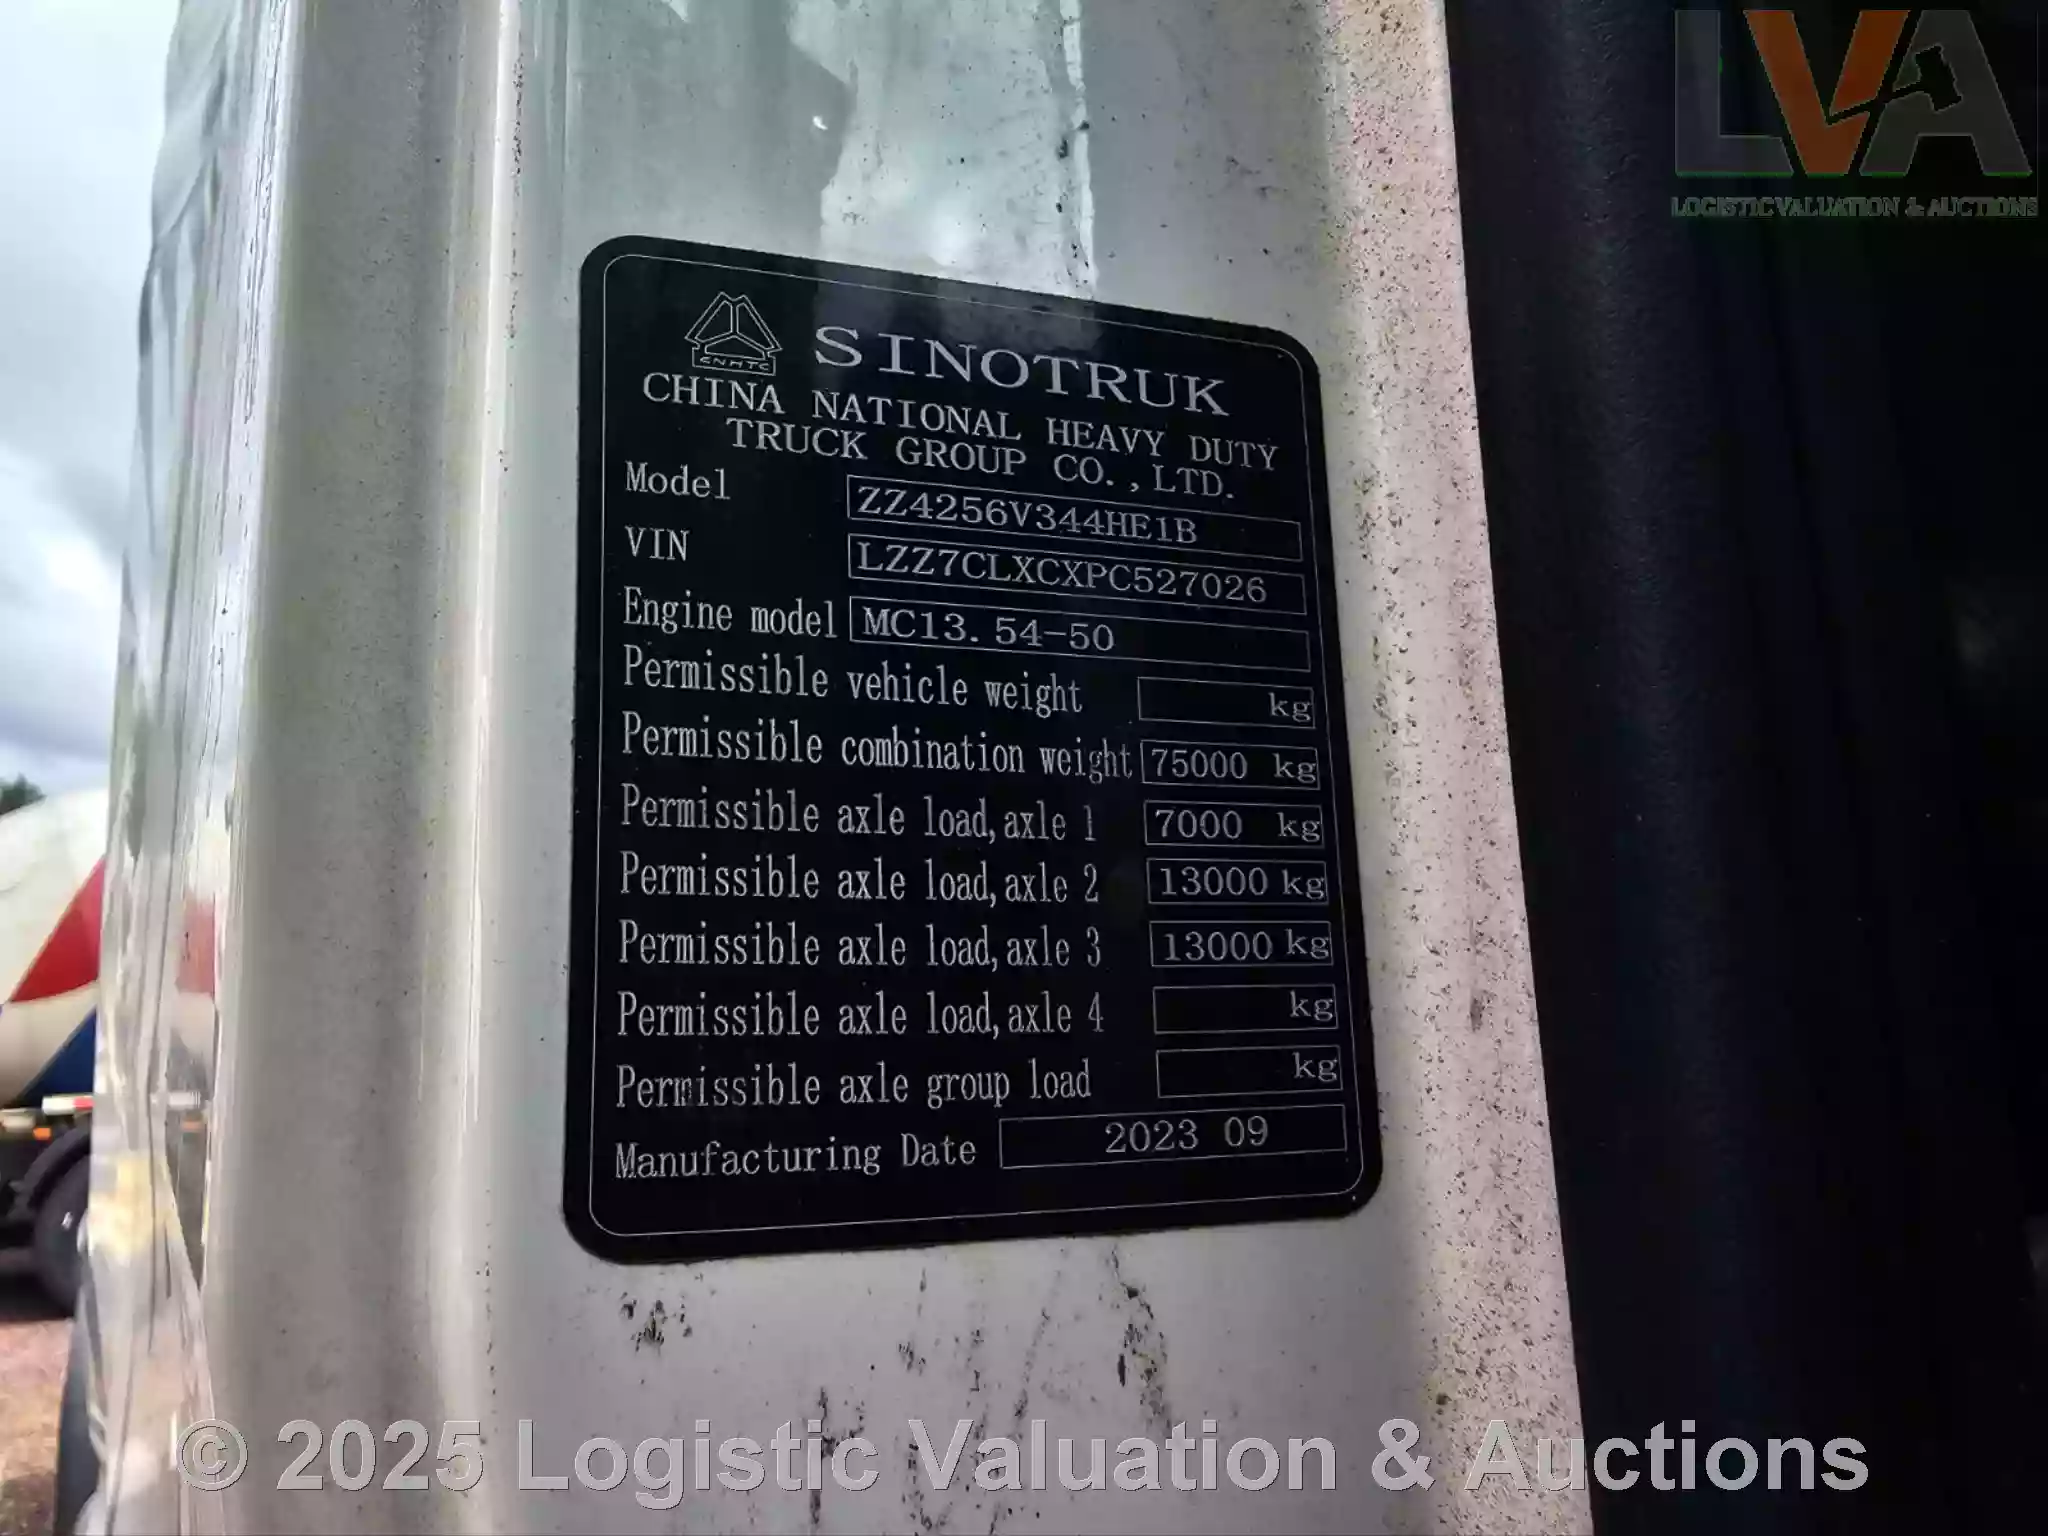 LVA
LOGISTIC VALUATION & AUCTIONS
CNHTC
SINOTRUK
CHINA NATIONAL HEAVY DUTY
TRUCK GROUP CO.,LTD.
Model ZZ4256V344HE1B
VIN LZZ7CLXCXPC527026
Engine model MC13.54-50
Permissible vehicle weight kg
Permissible combination weight 75000 kg
Permissible axle load,axle 1 7000 kg
Permissible axle load,axle 2 13000 kg
Permissible axle load,axle 3 13000 kg
Permissible axle load,axle 4 kg
Permissible axle group load kg
Manufacturing Date 2023 09
© 2025 Logistic Valuation & Auctions